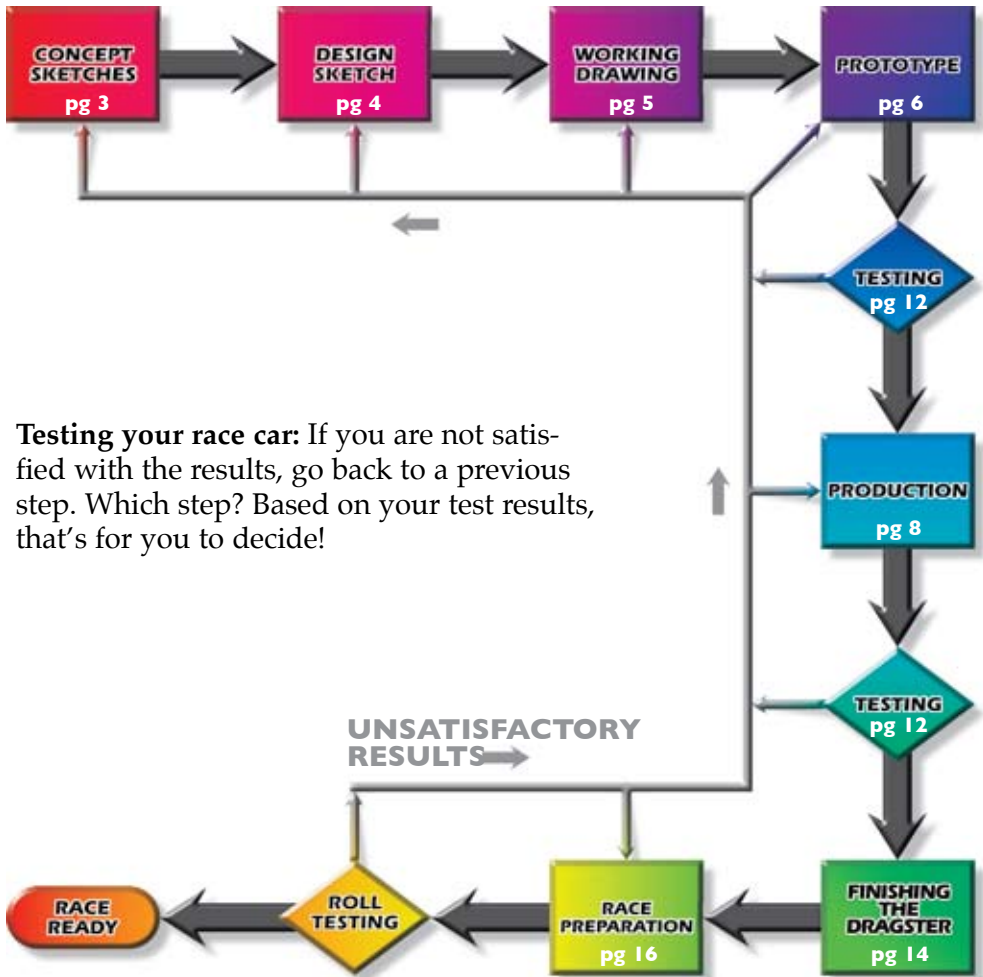 CONCEPT
SKETCHES
pg 3
DESIGN
SKETCH
pg 4
WORKING
DRAWING
pg 5
PROTOTYPE
pg 6
TESTING
pg 12
Testing your race car: If you are not satis-
fied with the results, go back to a previous
step. Which step? Based on your test results,
that's for you to decide!
PRODUCTION
pg 8
TESTING
pg 12
UNSATISFACTORY
RESULTS
FINISHING
THE
DRAGSTER
pg 14
RACE
PREPARATION
pg 16
ROLL
TESTING
RACE
READY